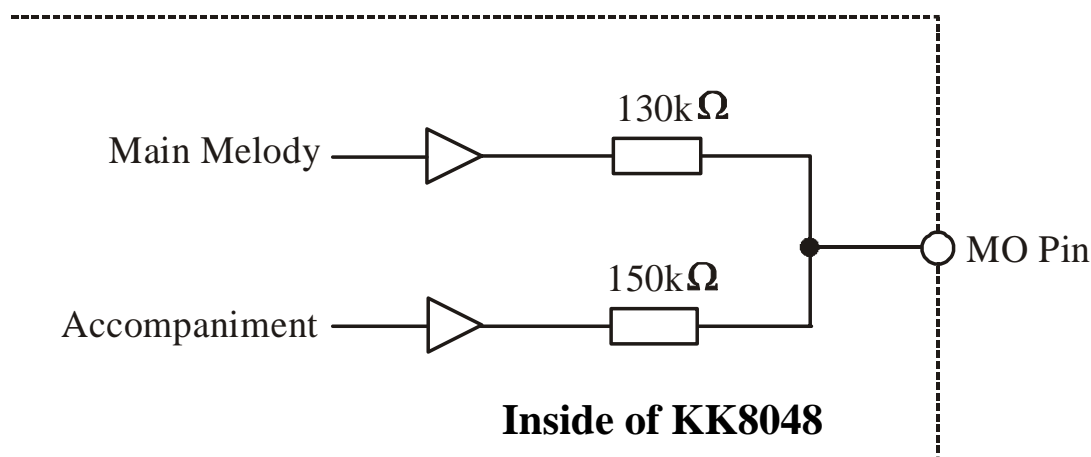 130kΩ
Main Melody
MO Pin
150kΩ
Accompaniment
Inside of KK8048